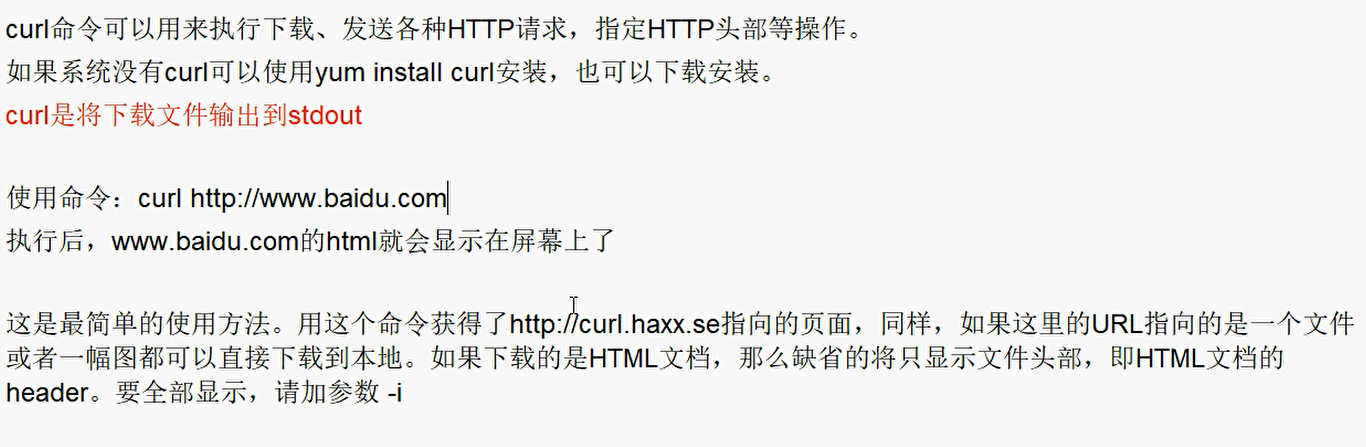 curl命令可以用来执行下载、发送各种HTTP请求，指定HTTP头部等操作。
如果系统没有curl可以使用yum install curl安装，也可以下载安装。
curl是将下载文件输出到stdout
使用命令：curl http://www.baidu.com
执行后，www.baidu.com的html就会显示在屏幕上了
这是最简单的使用方法。用这个命令获得了http://curl.haxx.se指向的页面，同样，如果这里的URL指向的是一个文件
或者一幅图都可以直接下载到本地。如果下载的是HTML文档，那么缺省的将只显示文件头部，即HTML文档的
header。要全部显示，请加参数 -i